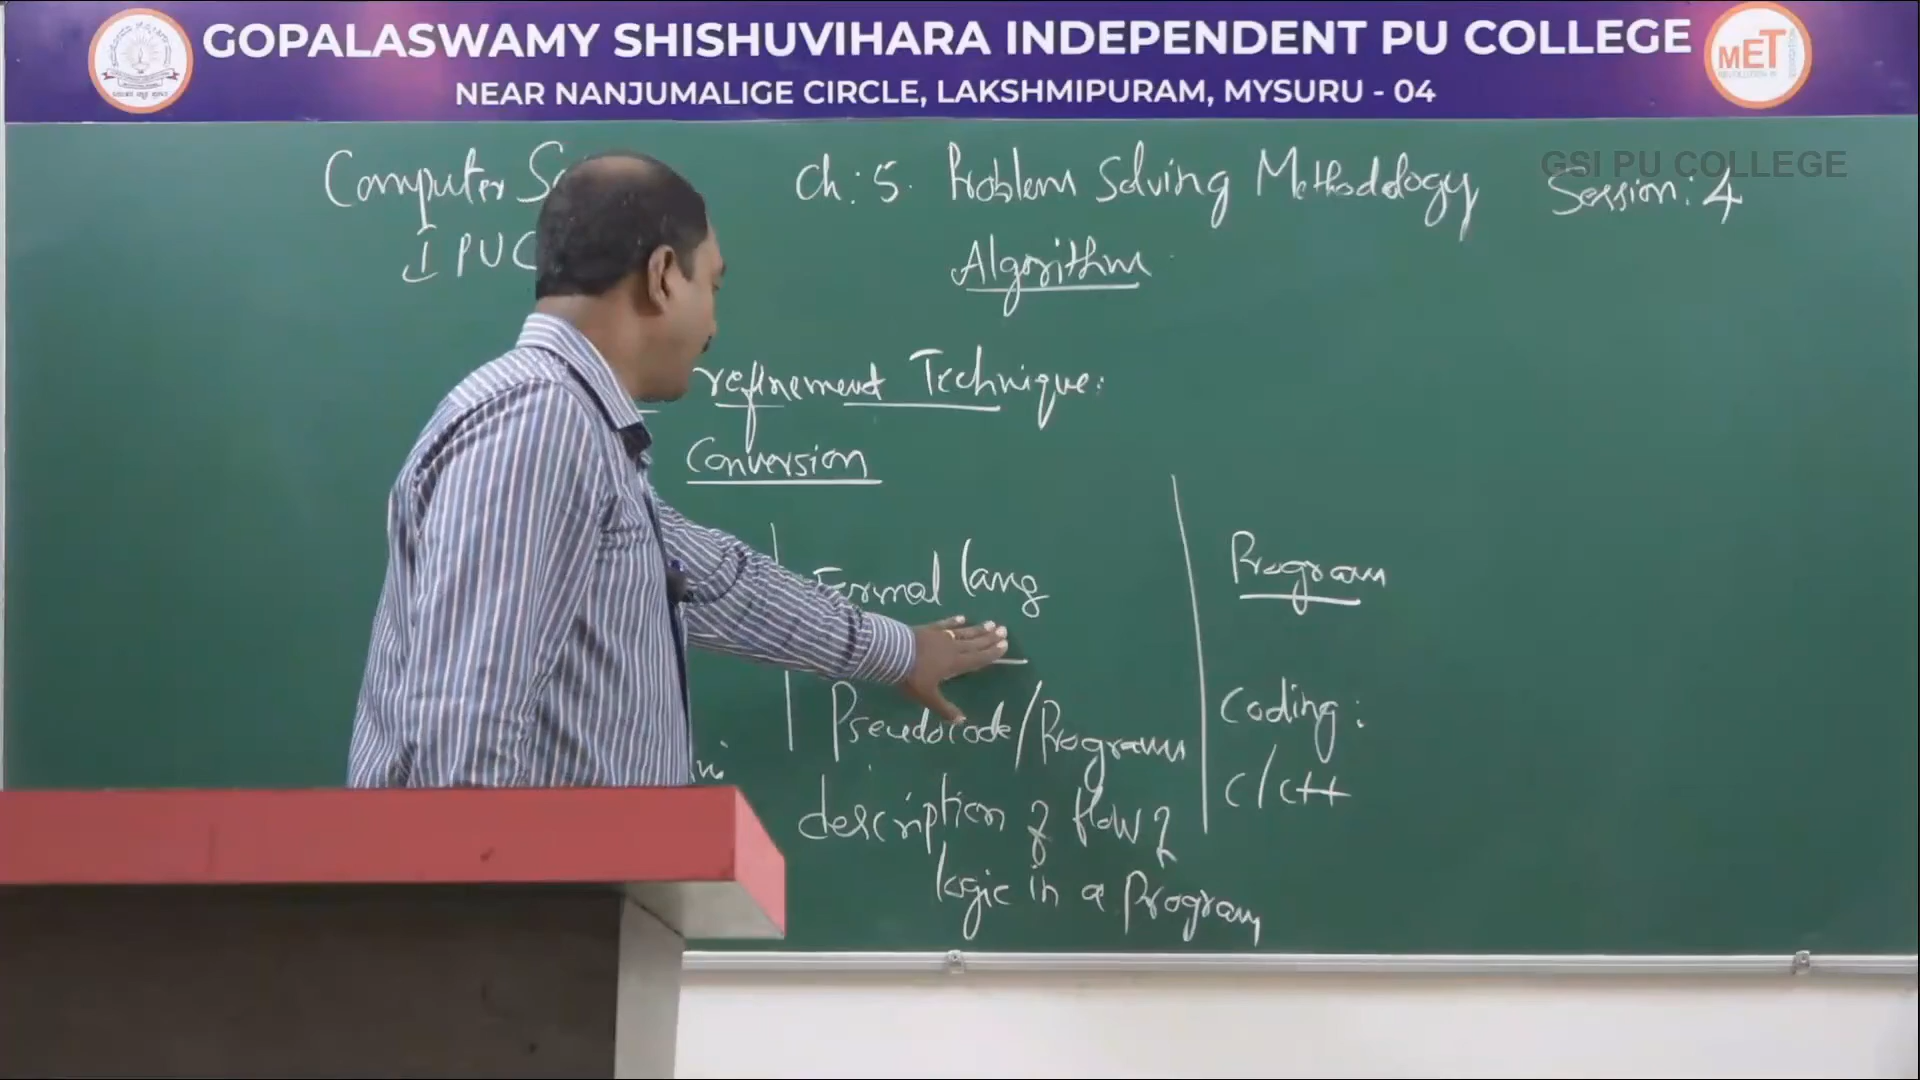 GOPALASWAMY SHISHUVIHARA INDEPENDENT PU COLLEGE
NEAR NANJUMALIGE CIRCLE, LAKSHMIPURAM, MYSURU - 04
MET
GSI PU COLLEGE
Computer Sc
Ch: 5. Problem Solving Methodology
Session: 4
I PUC
Algorithm
refinement Technique:
Conversion
Formal lang
Program
Pseudocode/Program
Coding:
C/C++
description of flow of
logic in a Program